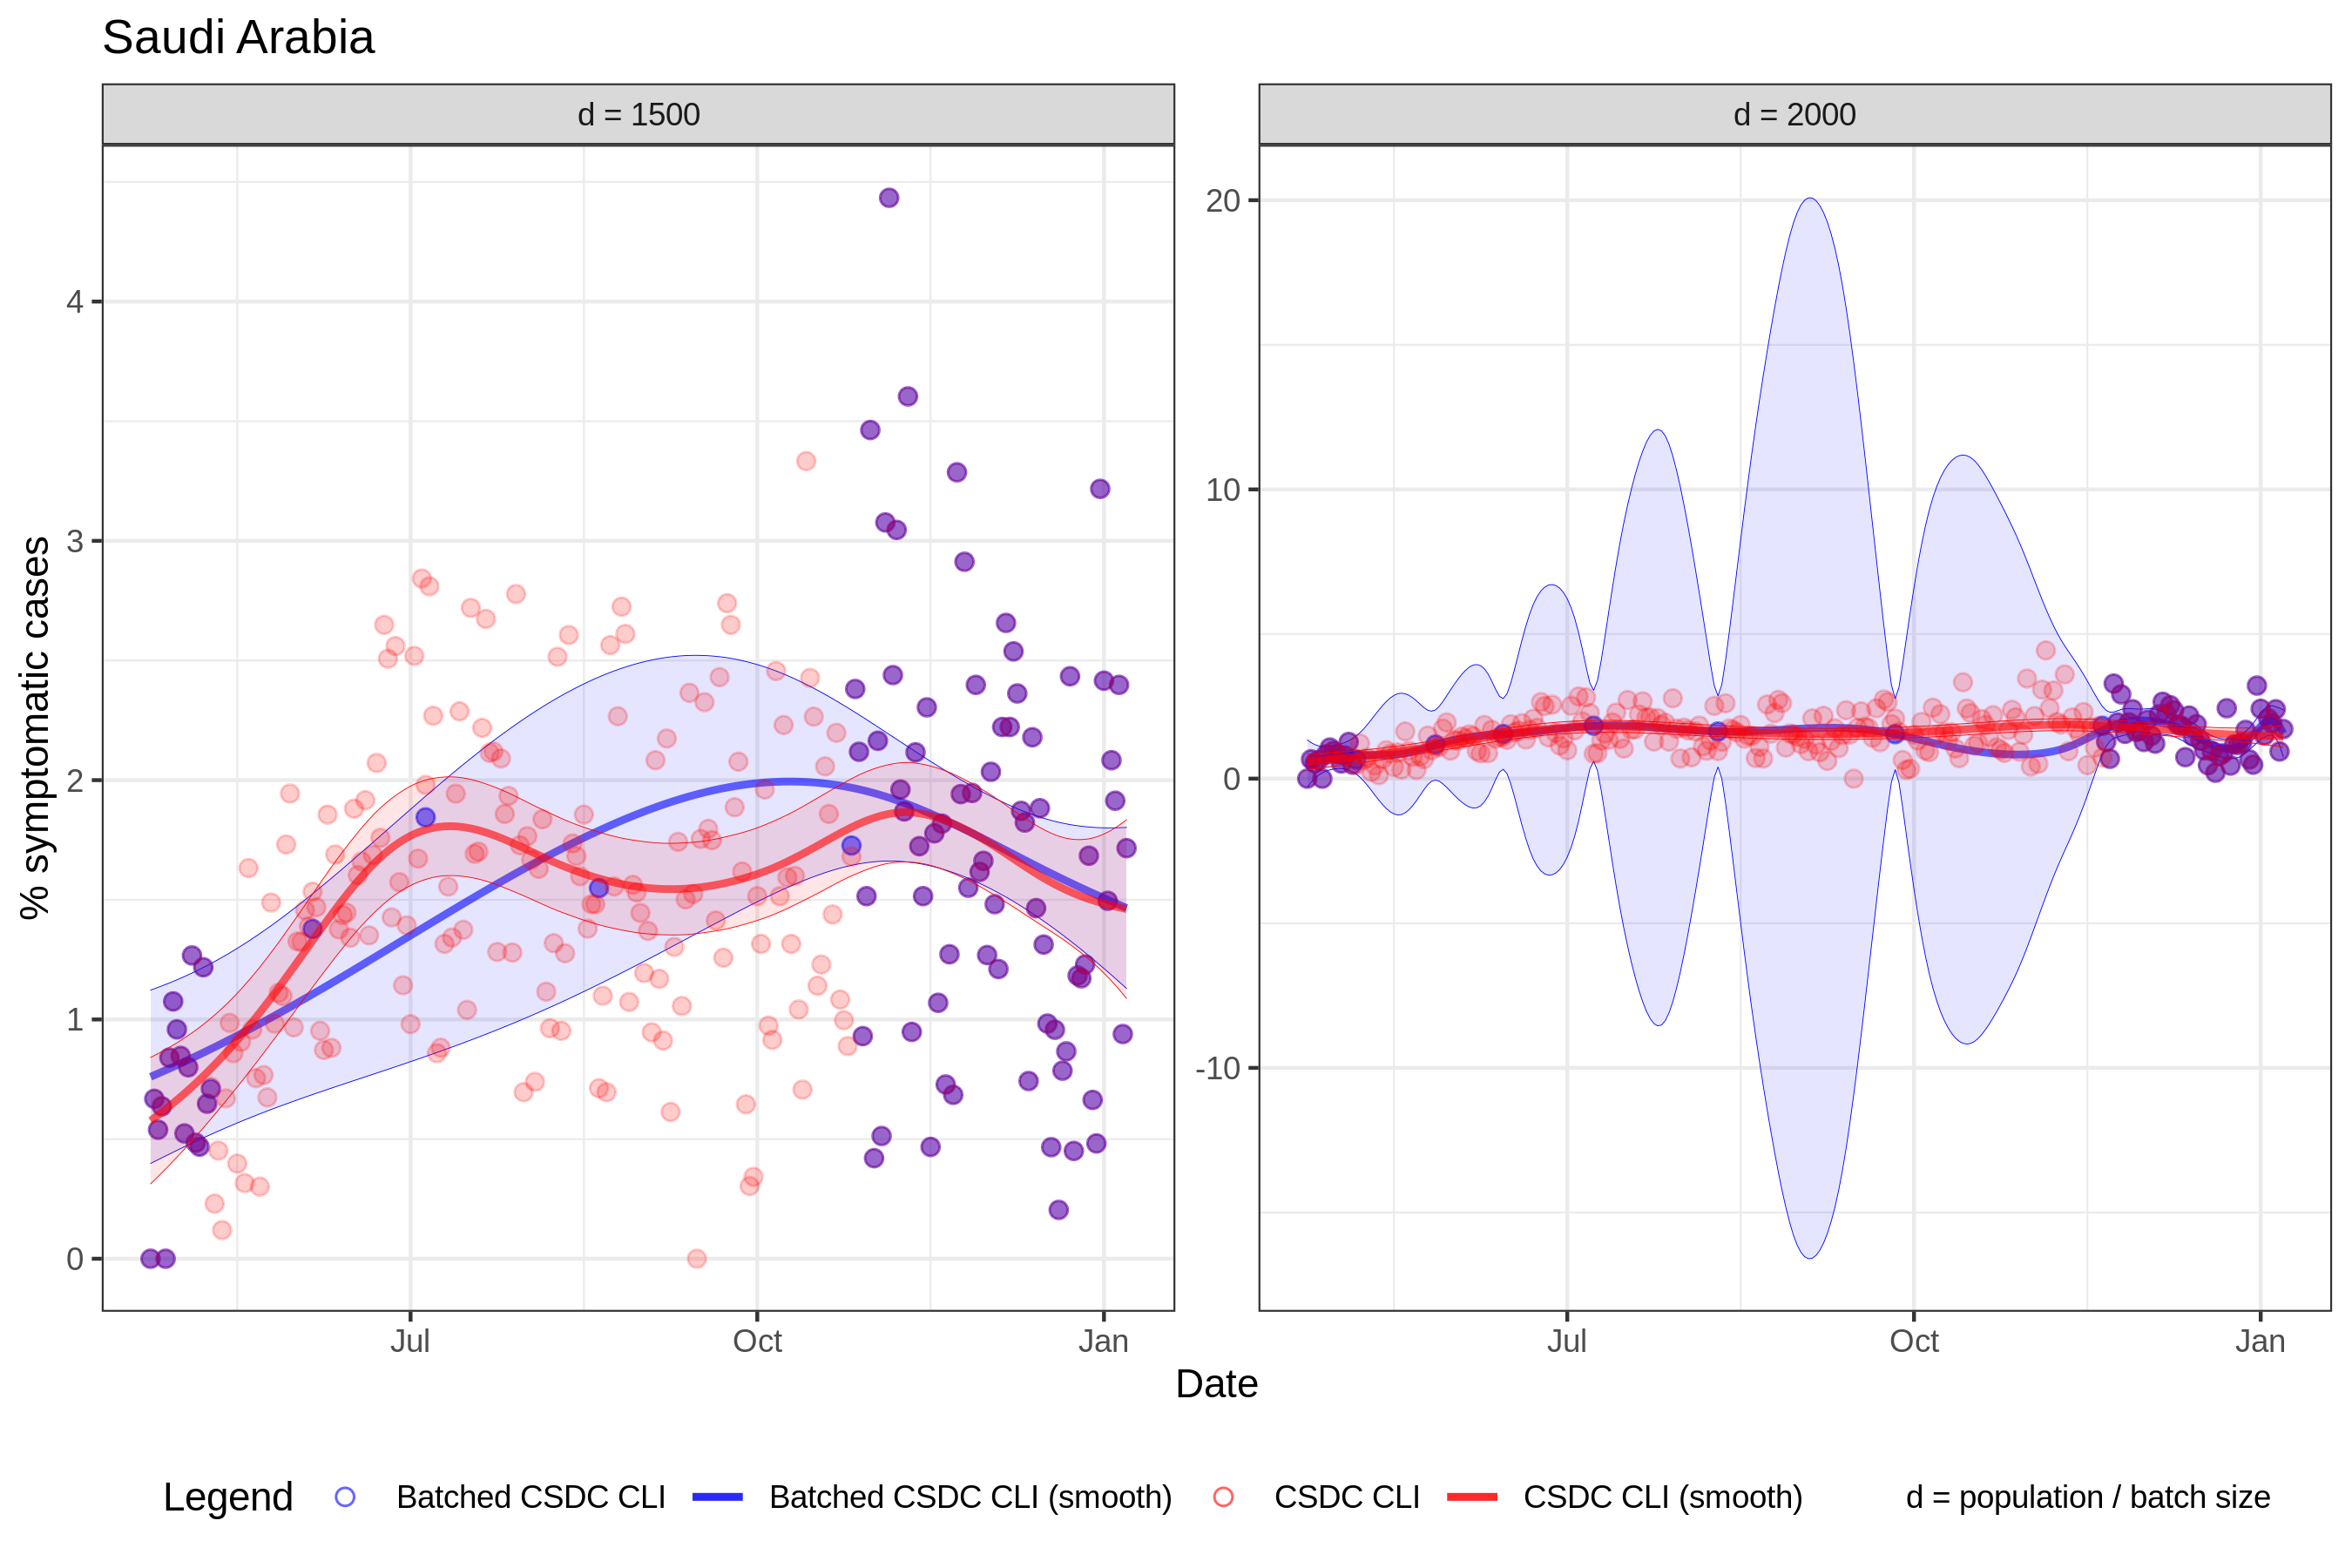 Saudi Arabia
d = 1500
d = 2000
% symptomatic cases
4
3
2
1
0
20
10
0
-10
Jul
Oct
Jan
Jul
Oct
Jan
Date
Legend
Batched CSDC CLI
Batched CSDC CLI (smooth)
CSDC CLI
CSDC CLI (smooth)
d = population / batch size